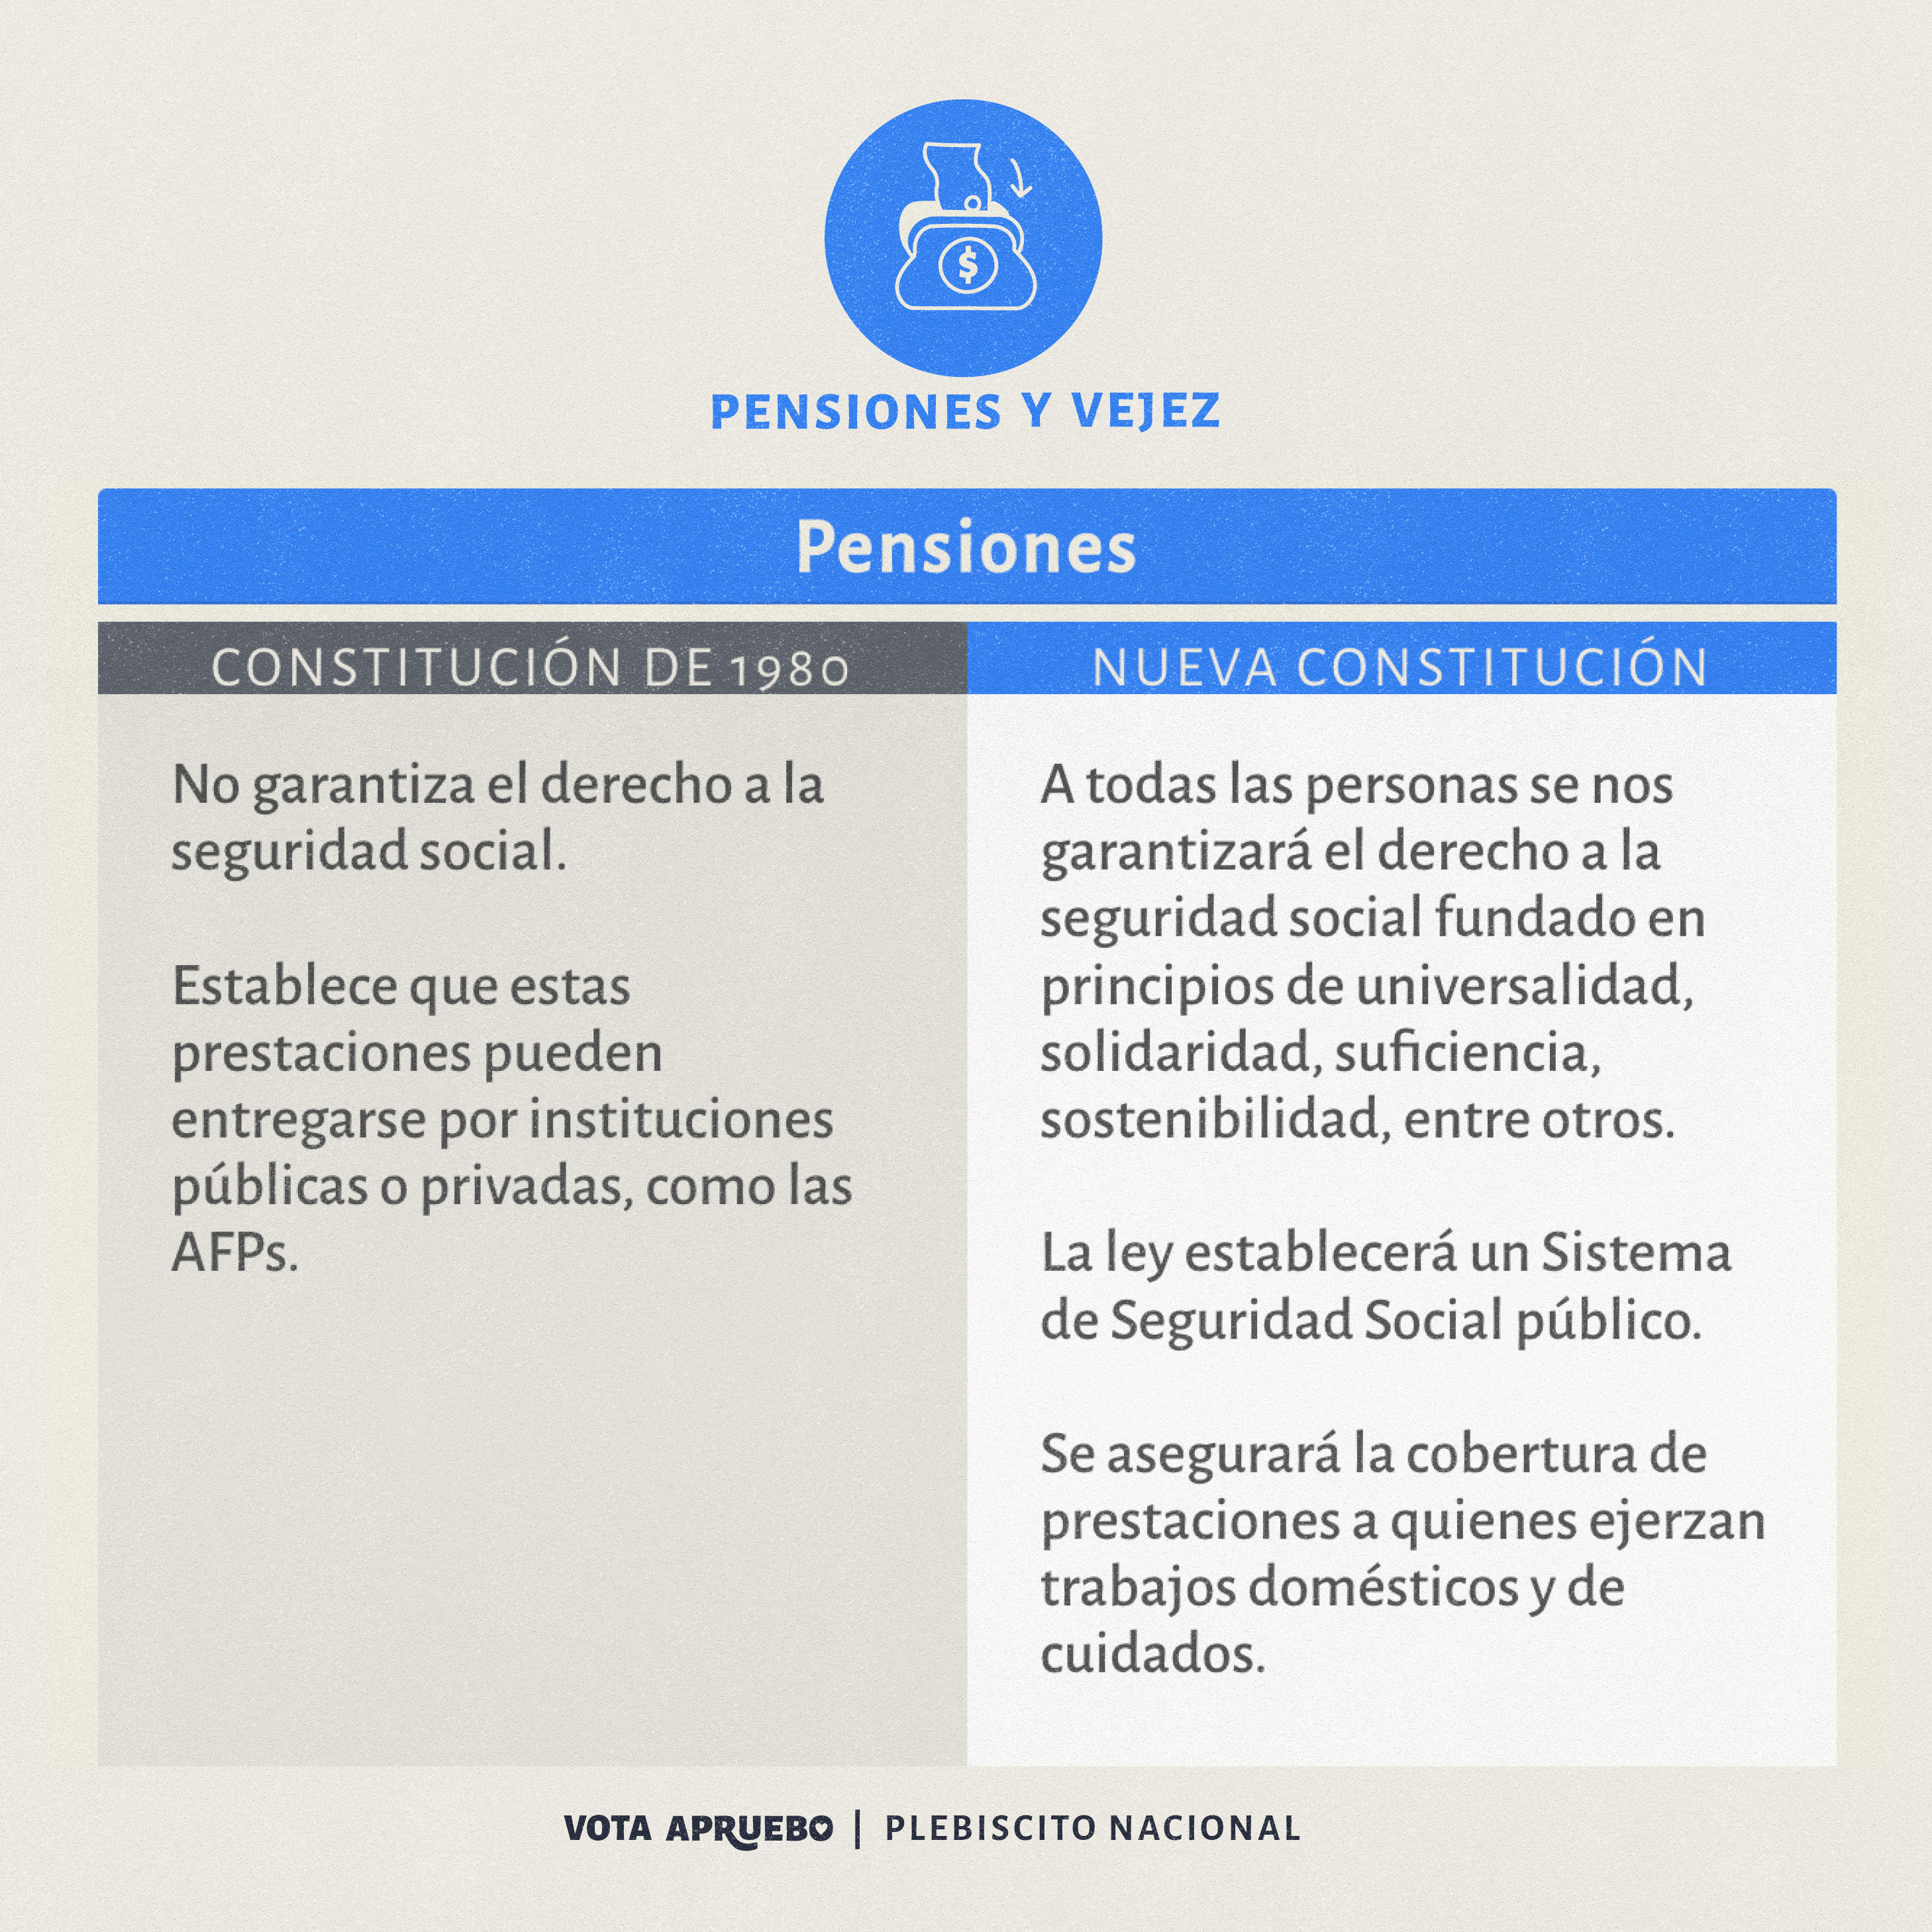 $
PENSIONES Y VEJEZ
Pensiones
CONSTITUCIÓN DE 1980
No garantiza el derecho a la
seguridad social.
Establece que estas
prestaciones pueden
entregarse por instituciones
públicas o privadas, como las
AFPs.
NUEVA CONSTITUCIÓN
A todas las personas se nos
garantizará el derecho a la
seguridad social fundado en
principios de universalidad,
solidaridad, suficiencia,
sostenibilidad, entre otros.
La ley establecerá un Sistema
de Seguridad Social público.
Se asegurará la cobertura de
prestaciones a quienes ejerzan
trabajos domésticos y de
cuidados.
VOTA APRUEBO | PLEBISCITO NACIONAL